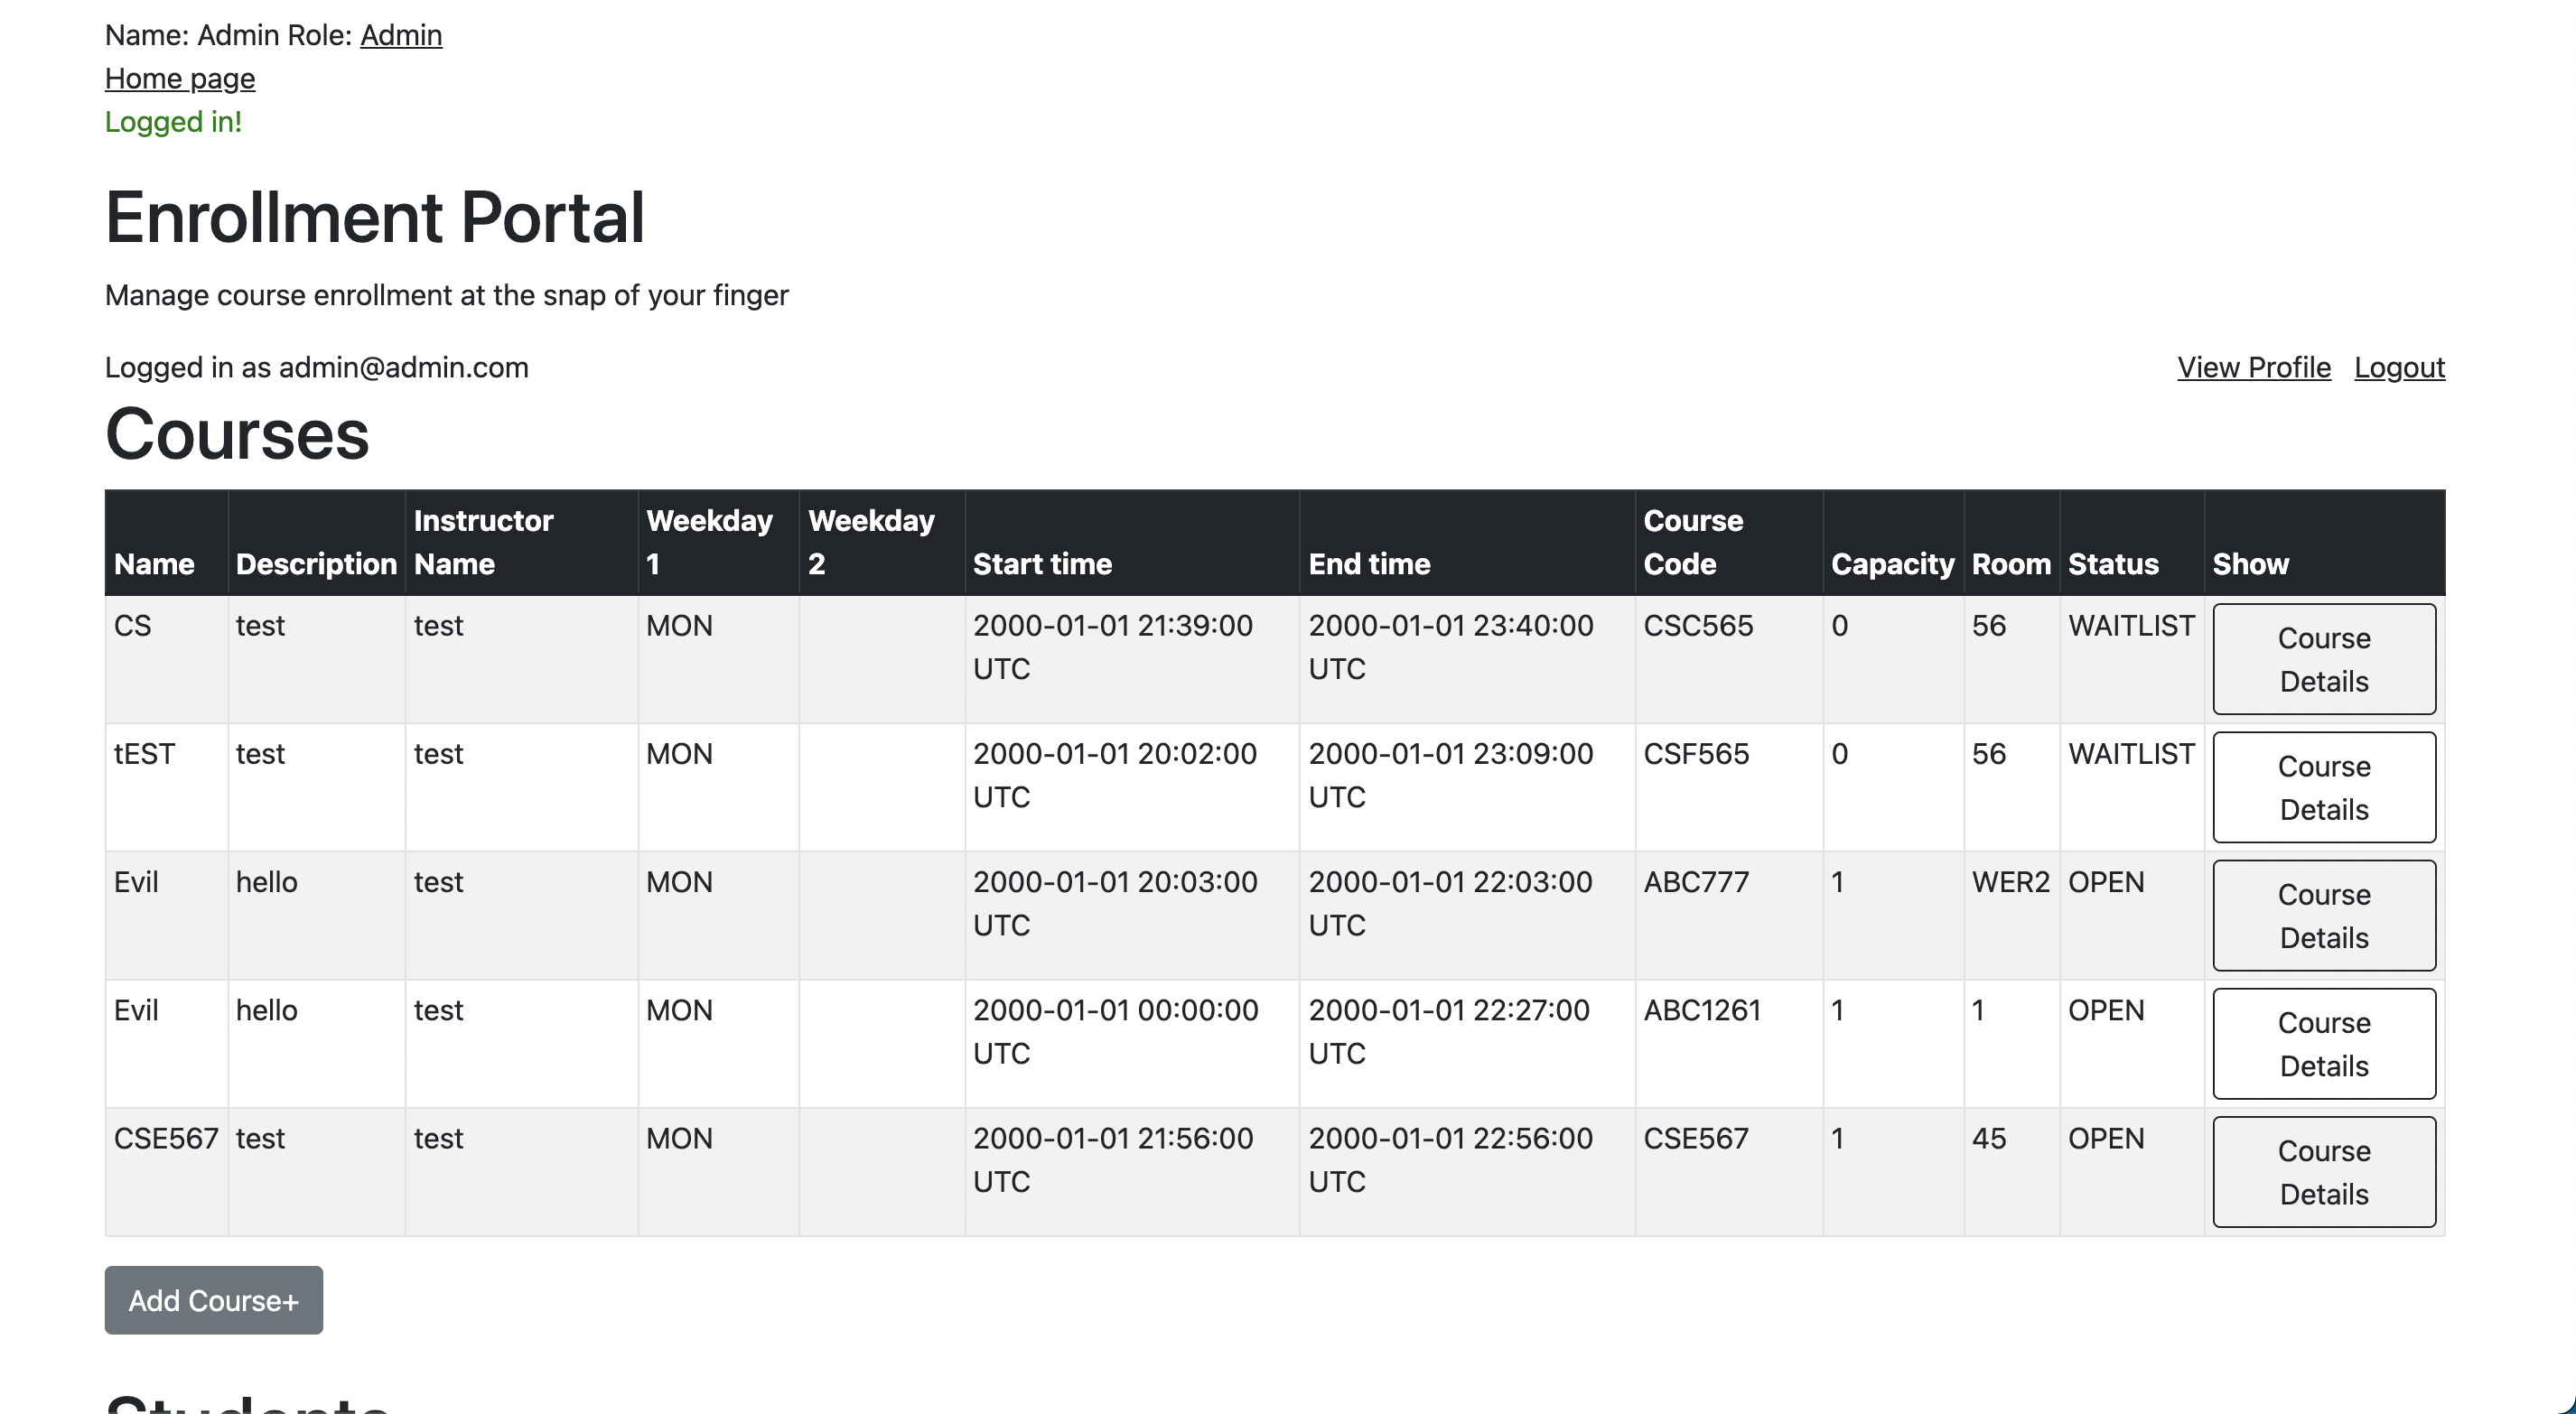 Name: Admin Role: Admin
Home page
Logged in!
Enrollment Portal
Manage course enrollment at the snap of your finger
Logged in as admin@admin.com View Profile Logout
Courses
Name Description Instructor Name Weekday 1 Weekday 2 Start time End time Course Code Capacity Room Status Show
CS test test MON 2000-01-01 21:39:00 UTC 2000-01-01 23:40:00 UTC CSC565 0 56 WAITLIST Course Details
tEST test test MON 2000-01-01 20:02:00 UTC 2000-01-01 23:09:00 UTC CSF565 0 56 WAITLIST Course Details
Evil hello test MON 2000-01-01 20:03:00 UTC 2000-01-01 22:03:00 UTC ABC777 1 WER2 OPEN Course Details
Evil hello test MON 2000-01-01 00:00:00 UTC 2000-01-01 22:27:00 UTC ABC1261 1 1 OPEN Course Details
CSE567 test test MON 2000-01-01 21:56:00 UTC 2000-01-01 22:56:00 UTC CSE567 1 45 OPEN Course Details
Add Course+
Students